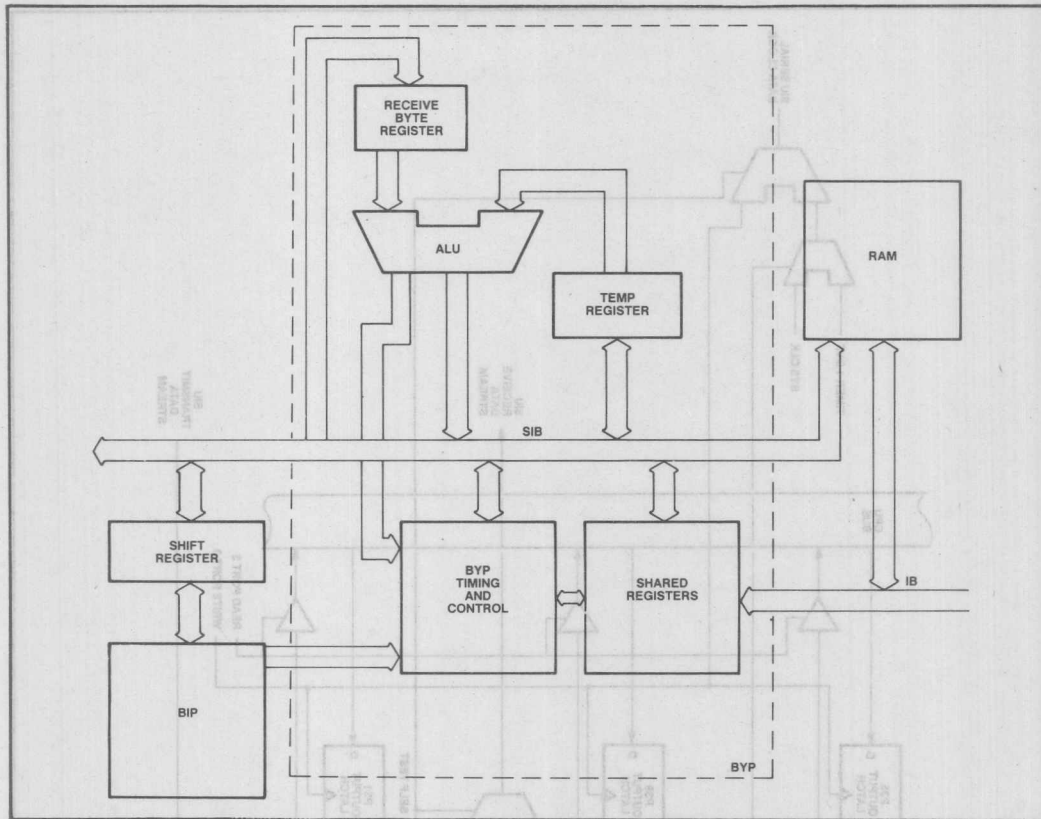 RECEIVE
BYTE
REGISTER
ALU
RAM
TEMP
REGISTER
SIB
SHIFT
REGISTER
BYP
TIMING
AND
CONTROL
SHARED
REGISTERS
IB
BIP
BYP